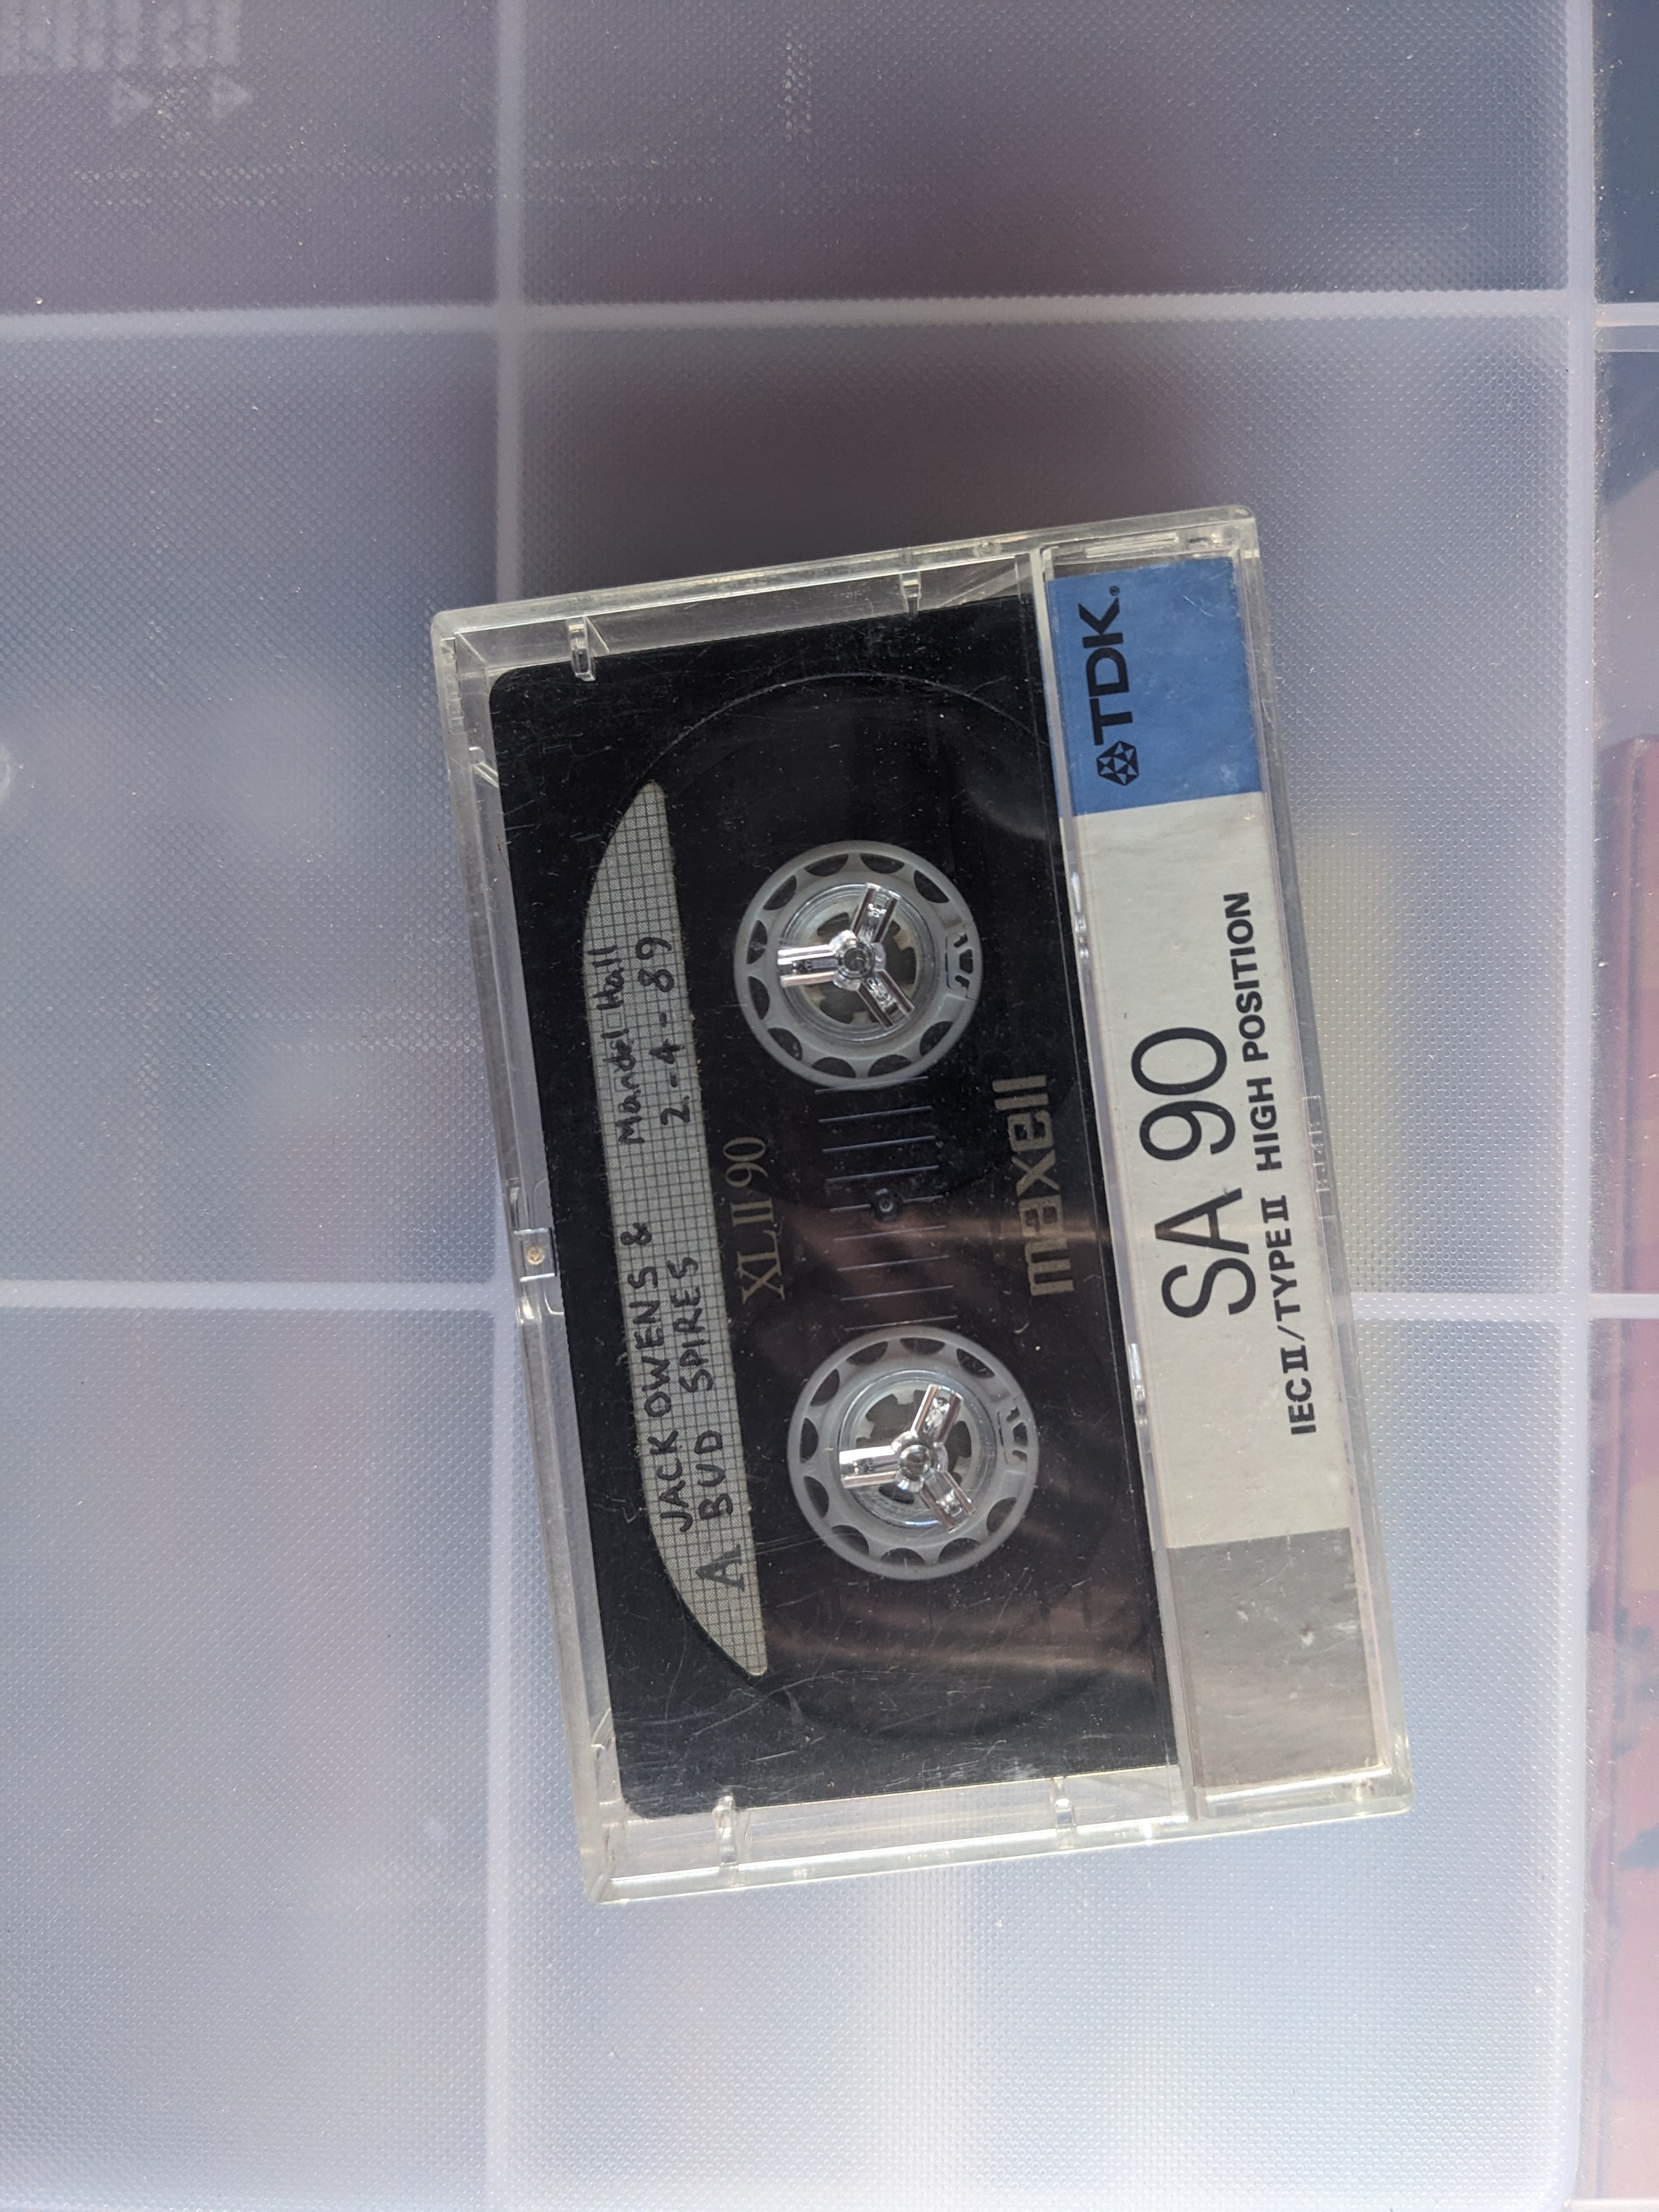 JACK OWENS &
A BUD SPIRES
Mandel Hall
2-4-89
XLII 90
maxell
TDK®
SA 90
IECII/TYPEII HIGH POSITION